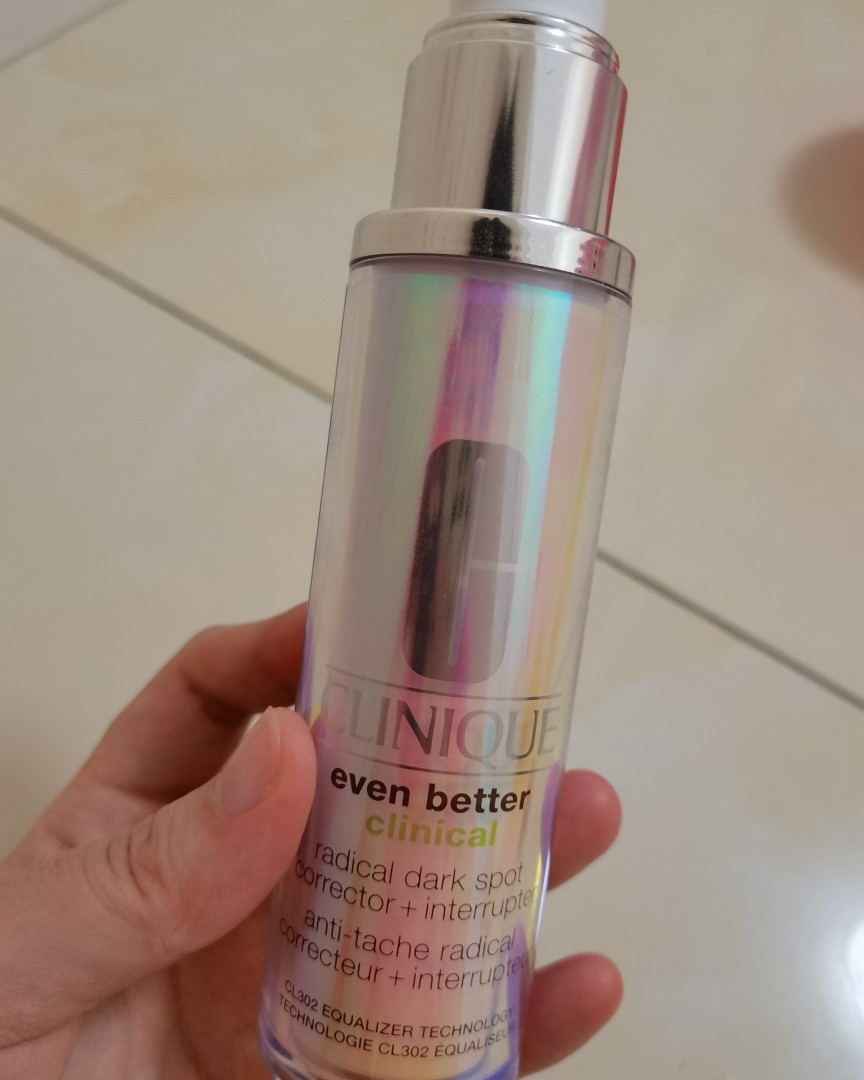 CLINIQUE
even better
clinical
radical dark spot
corrector + interrupter
anti-tache radical
correcteur + interrupteur
CL302 EQUALIZER TECHNOLOGY
TECHNOLOGIE CL302 ÉQUALISEUR